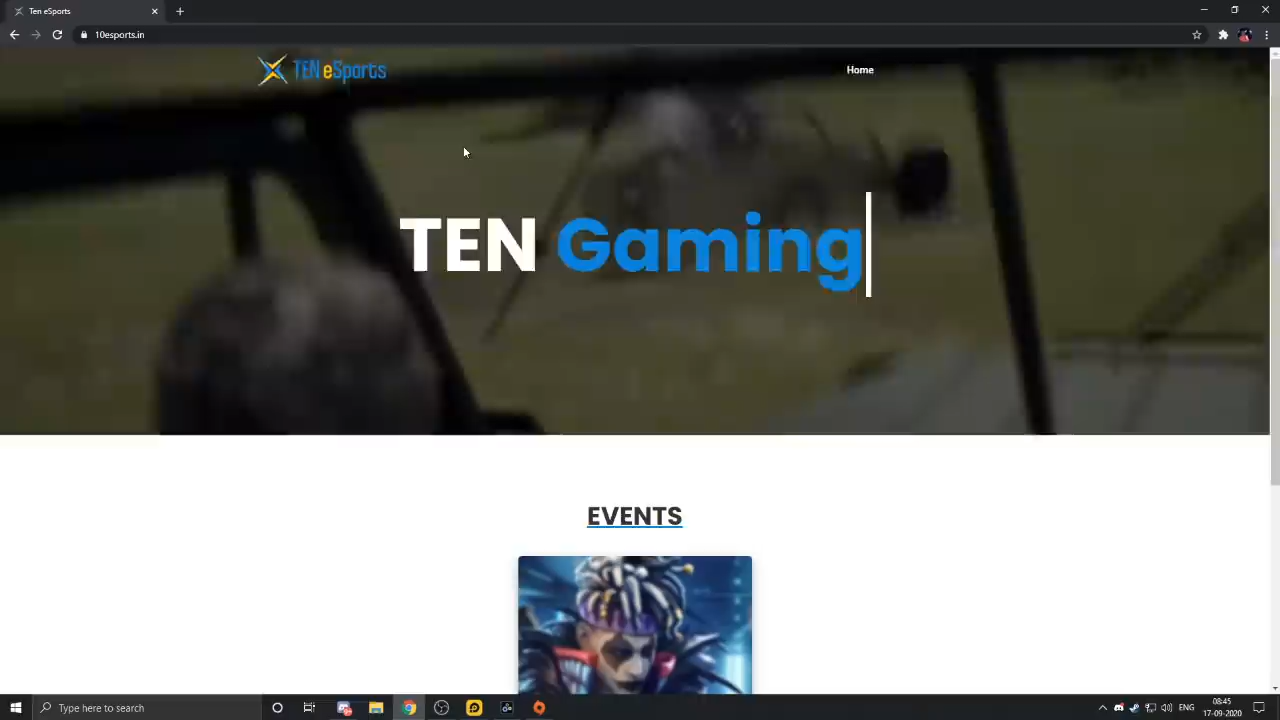 Ten eSports
10esports.in
TEN eSports
Home
TEN Gaming
EVENTS
Type here to search
ENG
08:45
17-09-2020